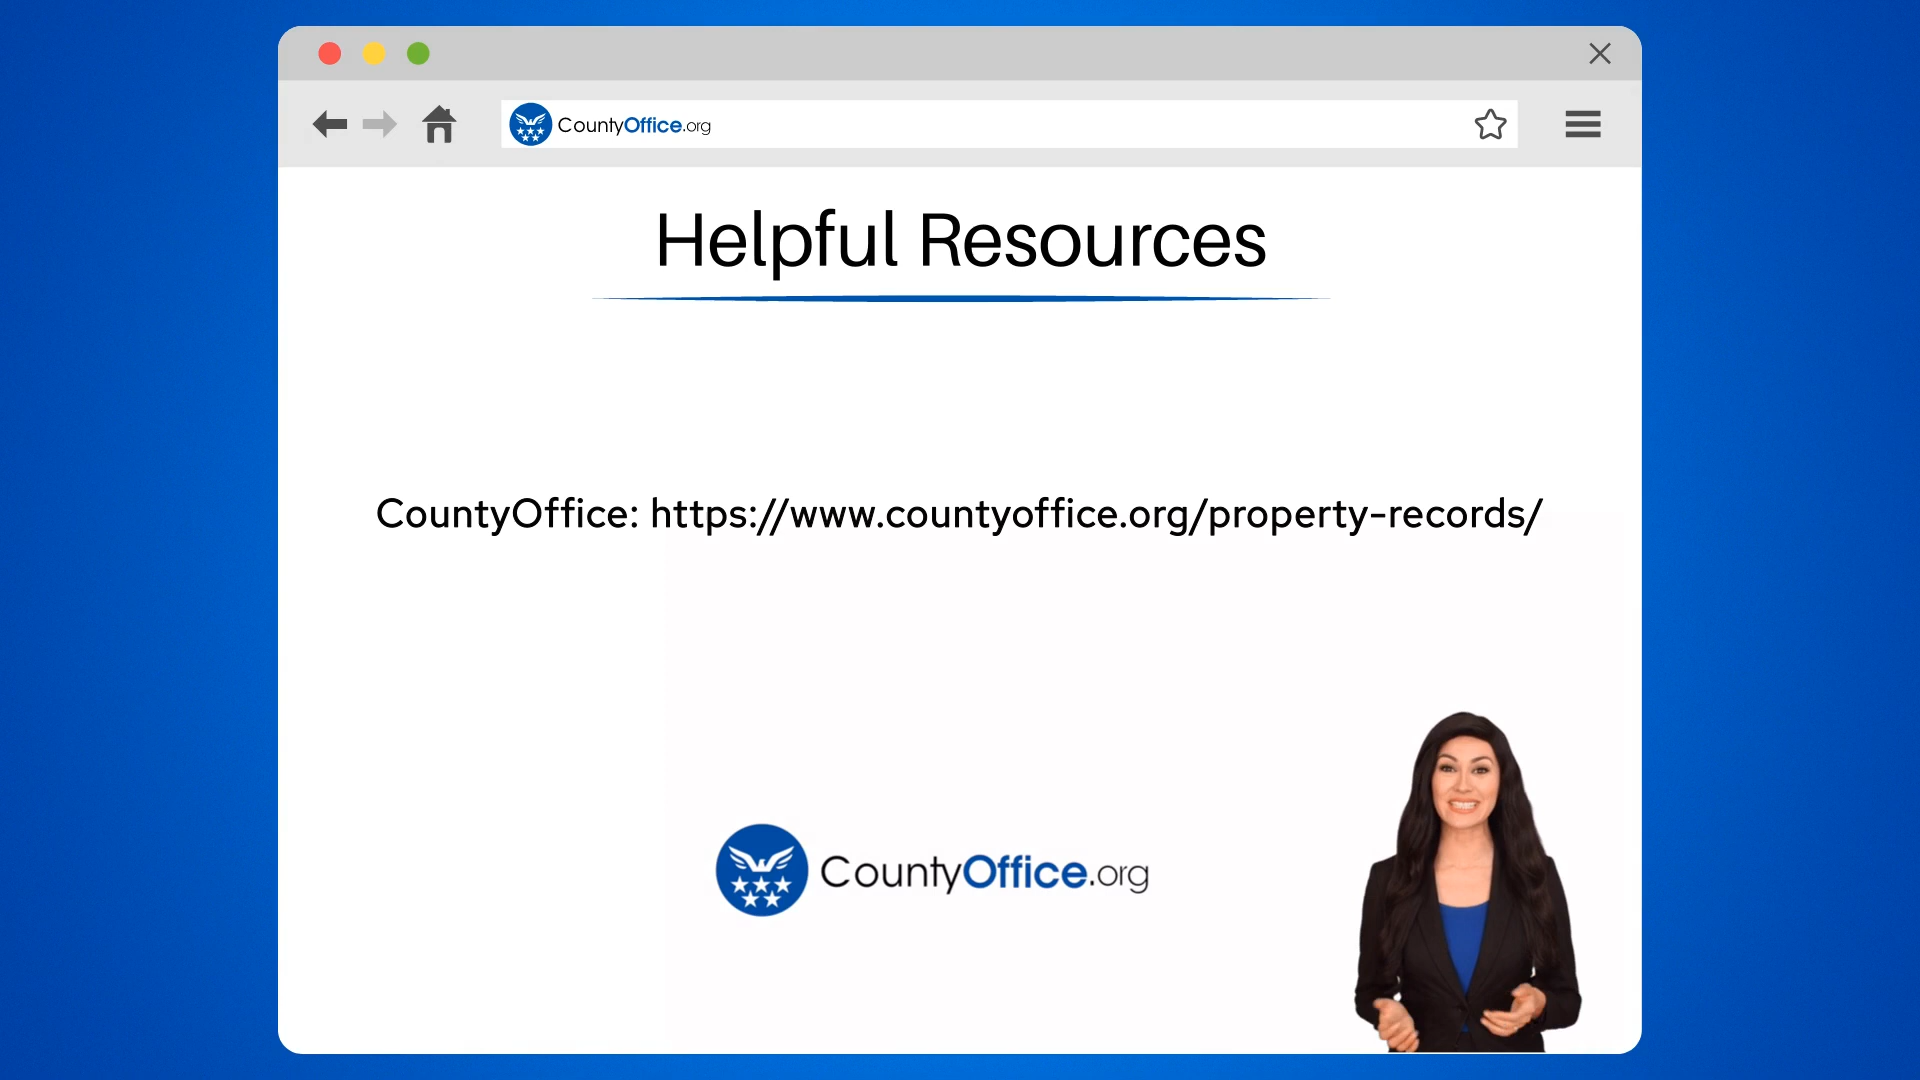 CountyOffice.org
Helpful Resources
CountyOffice: https://www.countyoffice.org/property-records/
CountyOffice.org